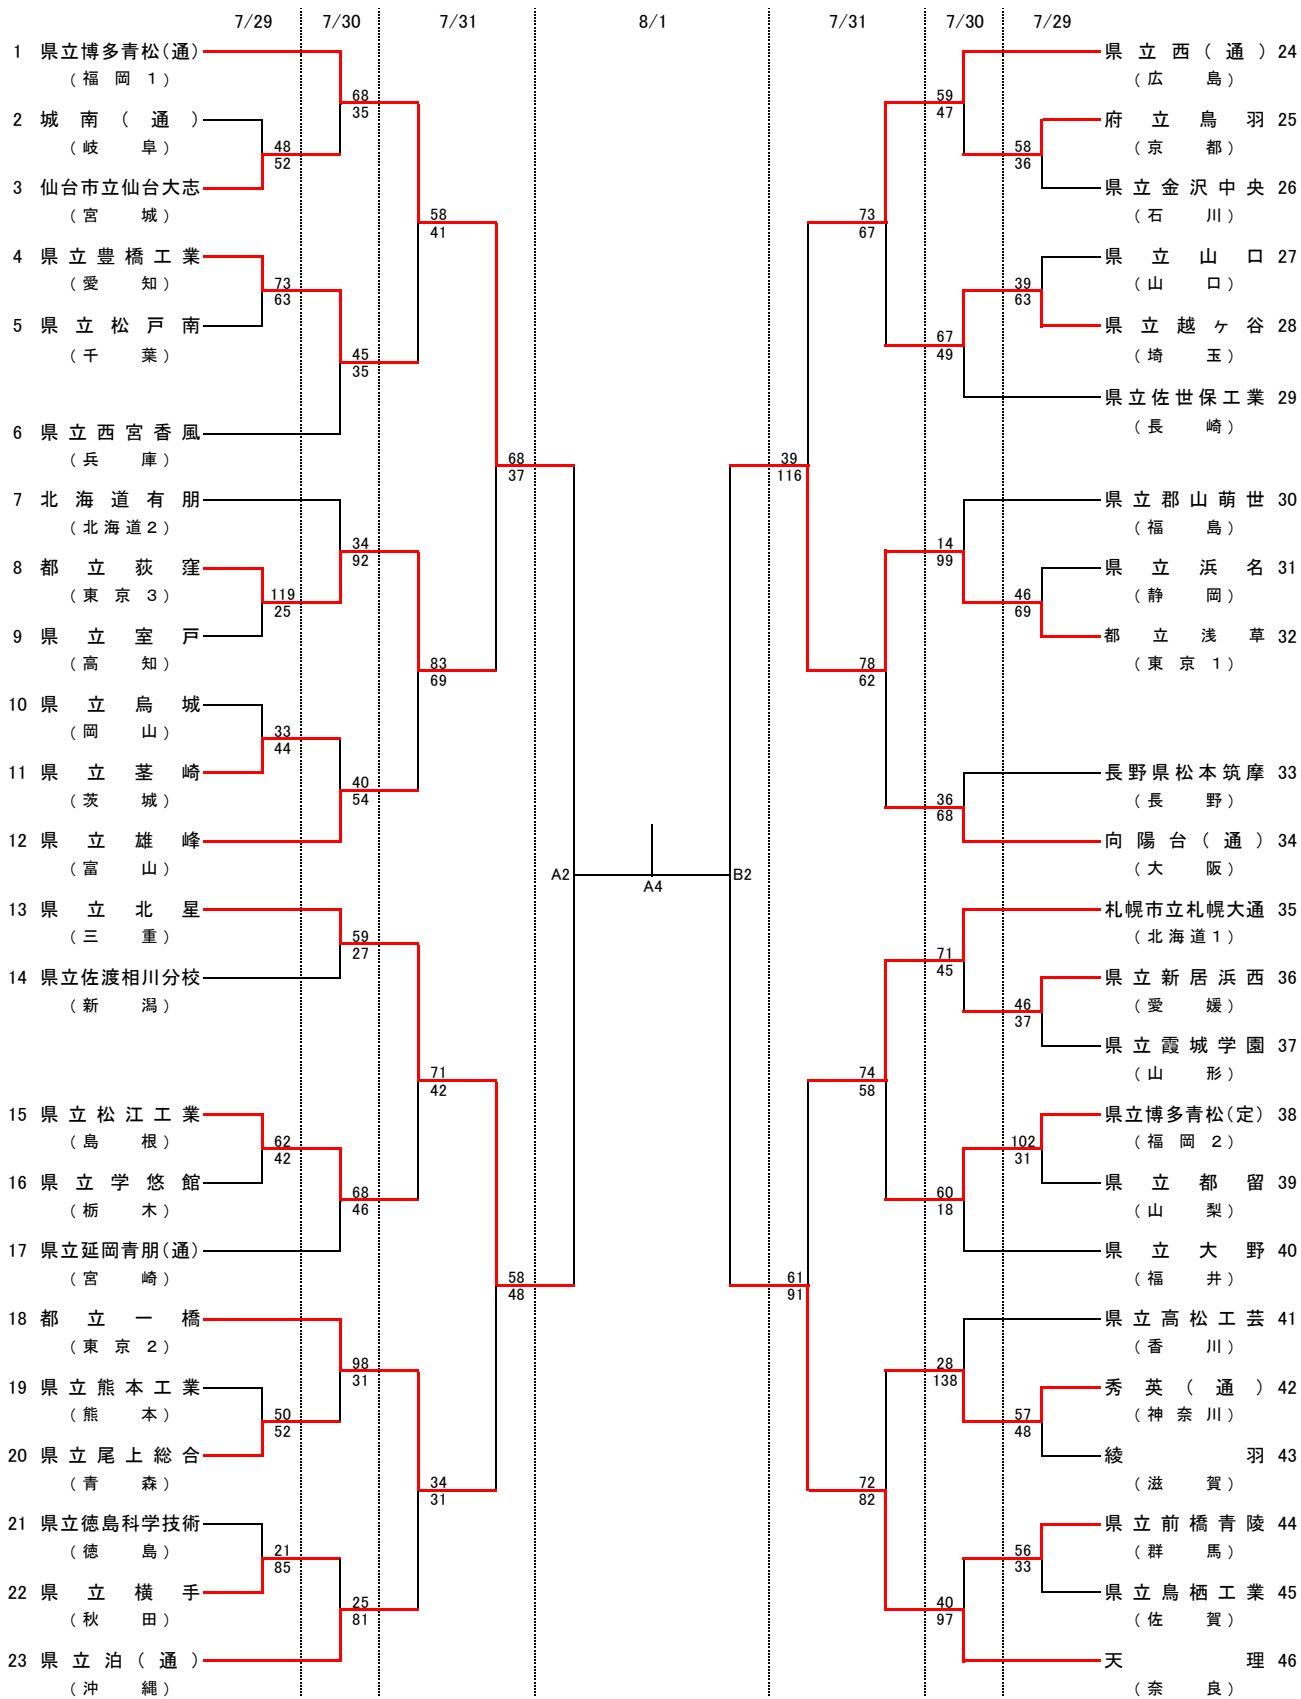 7/29 7/30 7/31 8/1 7/31 7/30 7/29
1 県立博多青松(通)
(福岡1)
2 城南(通)
(岐阜)
3 仙台市立仙台大志
(宮城)
4 県立豊橋工業
(愛知)
5 県立松戸南
(千葉)
6 県立西宮香風
(兵庫)
7 北海道有朋
(北海道2)
8 都立荻窪
(東京3)
9 県立室戸
(高知)
10 県立烏城
(岡山)
11 県立茎崎
(茨城)
12 県立雄峰
(富山)
13 県立北星
(三重)
14 県立佐渡相川分校
(新潟)
15 県立松江工業
(島根)
16 県立学悠館
(栃木)
17 県立延岡青朋(通)
(宮崎)
18 都立一橋
(東京2)
19 県立熊本工業
(熊本)
20 県立尾上総合
(青森)
21 県立徳島科学技術
(徳島)
22 県立横手
(秋田)
23 県立泊(通)
(沖縄)
48
52
73
63
119
25
33
44
62
42
50
52
21
85
68
35
45
35
34
92
40
54
59
27
68
46
98
31
25
81
58
41
83
69
71
42
34
31
68
37
58
48
A2
A4
B2
39
116
61
91
73
67
78
62
74
58
72
82
59
47
67
49
14
99
36
68
71
45
60
18
28
138
40
97
58
36
39
63
46
69
46
37
102
31
57
48
56
33
県立西(通) 24
(広島)
府立鳥羽 25
(京都)
県立金沢中央 26
(石川)
県立山口 27
(山口)
県立越ヶ谷 28
(埼玉)
県立佐世保工業 29
(長崎)
県立郡山萌世 30
(福島)
県立浜名 31
(静岡)
都立浅草 32
(東京1)
長野県松本筑摩 33
(長野)
向陽台(通) 34
(大阪)
札幌市立札幌大通 35
(北海道1)
県立新居浜西 36
(愛媛)
県立霞城学園 37
(山形)
県立博多青松(定) 38
(福岡2)
県立都留 39
(山梨)
県立大野 40
(福井)
県立高松工芸 41
(香川)
秀英(通) 42
(神奈川)
綾羽 43
(滋賀)
県立前橋青陵 44
(群馬)
県立鳥栖工業 45
(佐賀)
天理 46
(奈良)